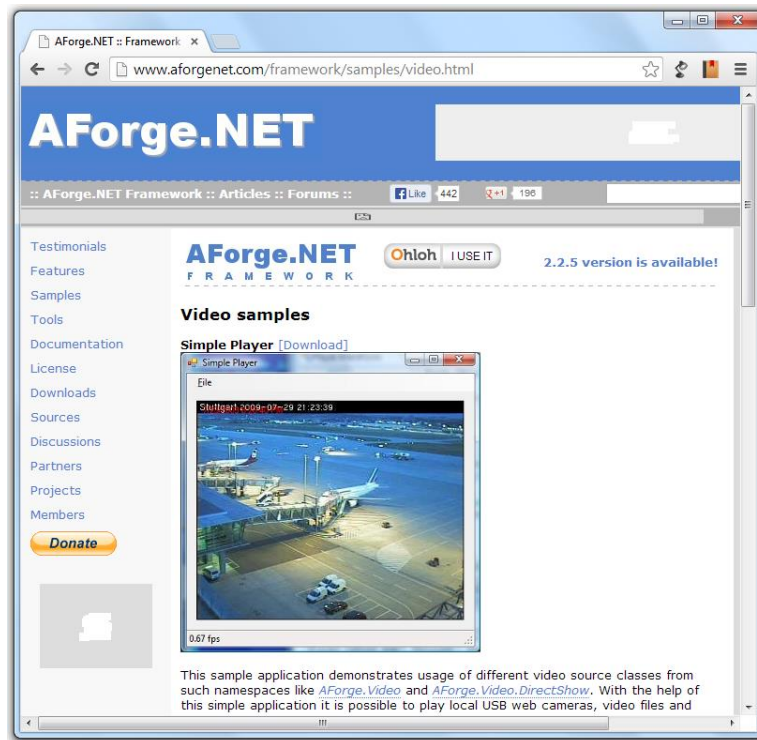 AForge.NET :: Framework
www.aforgenet.com/framework/samples/video.html
AForge.NET
:: AForge.NET Framework :: Articles :: Forums ::
Like 442
+1 196
Testimonials
Features
Samples
Tools
Documentation
License
Downloads
Sources
Discussions
Partners
Projects
Members
Donate
AForge.NET
FRAMEWORK
Ohloh I USE IT
2.2.5 version is available!
Video samples
Simple Player [Download]
Simple Player
File
Stuttgart 2009-07-29 21:23:39
0.67 fps
This sample application demonstrates usage of different video source classes from
such namespaces like AForge.Video and AForge.Video.DirectShow. With the help of
this simple application it is possible to play local USB web cameras, video files and